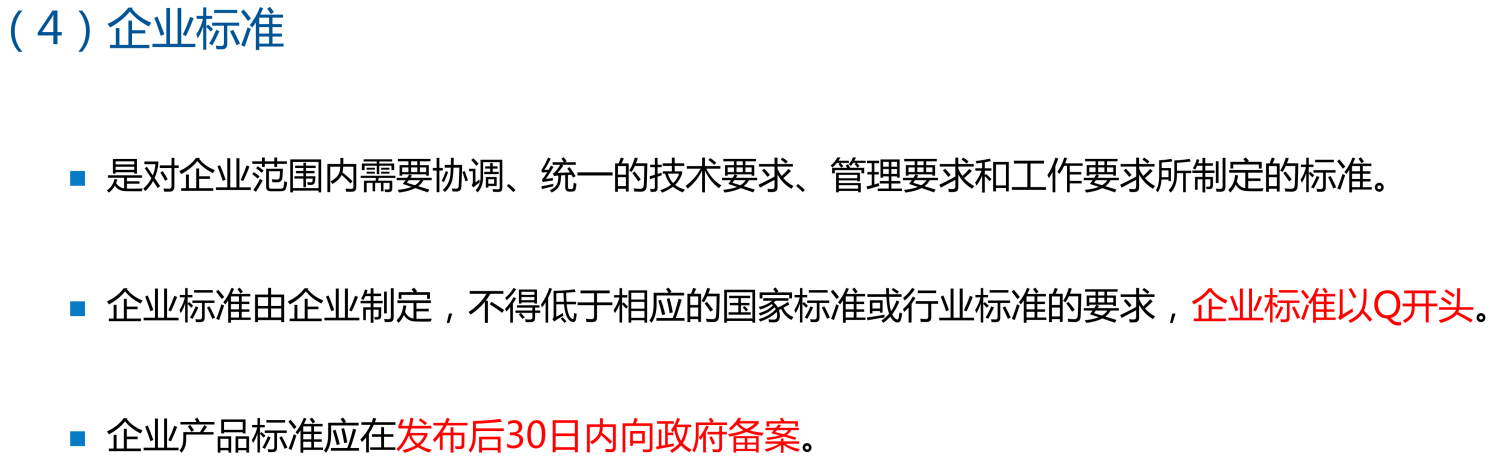 （4）企业标准
是对企业范围内需要协调、统一的技术要求、管理要求和工作要求所制定的标准。
企业标准由企业制定，不得低于相应的国家标准或行业标准的要求，企业标准以Q开头。
企业产品标准应在发布后30日内向政府备案。